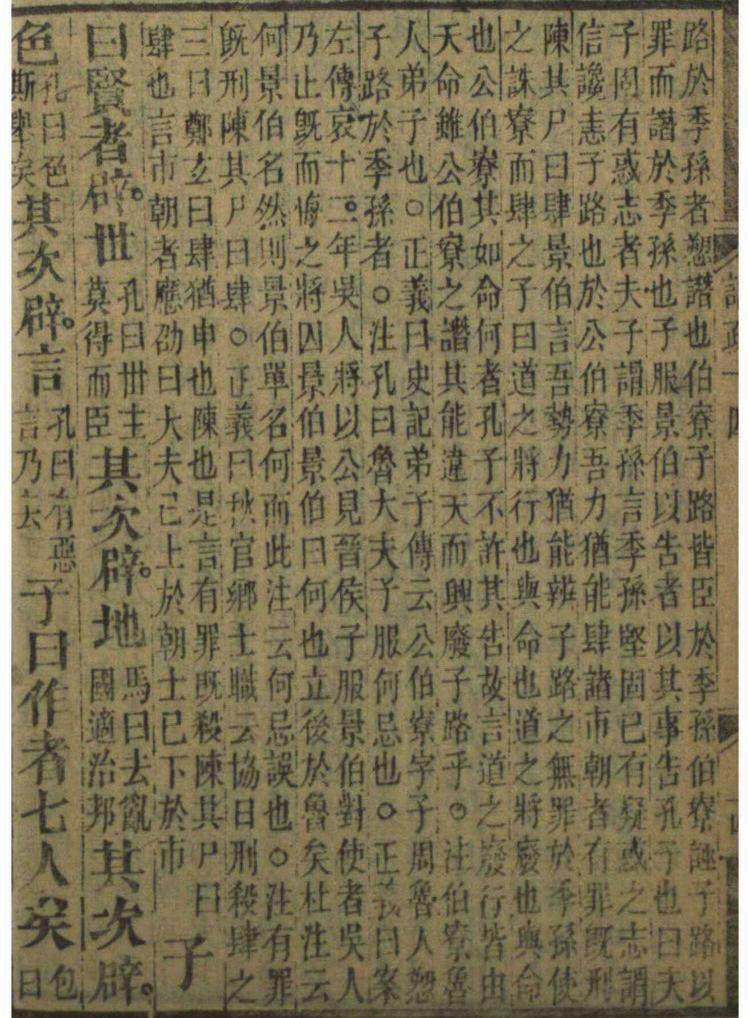 路於季孫者愬譖也伯寮子路皆臣於季孫伯寮誣子路以
罪而譖於季孫也子服景伯以告者以其事告孔子也曰夫
子固有惑志者夫子謂季孫言季孫堅固已有疑惑之志謂
信讒恚子路也於公伯寮吾力猶能肆諸市朝者有罪旣刑
陳其尸曰肆景伯言吾勢力猶能辨子路之無罪於季孫使
之誅寮而肆之子曰道之將行也與命也道之將廢也與命
也公伯寮其如命何者孔子不許其告故言道之廢行皆由
天命雖公伯寮之譖其能違天而興廢子路乎○注伯寮魯
人弟子也○正義曰史記弟子傳云公伯寮字子周魯人愬
子路於季孫者○注孔曰魯大夫子服何忌也○正義曰案
左傳哀十二年吳人將以公見晉侯子服景伯對使者吳人
乃止旣而悔之將囚景伯景伯曰何也立後於魯矣杜注云
何景伯名然則景伯單名何而此注云何忌誤也○注有罪
旣刑陳其尸曰肆○正義曰秋官鄉士職云協日刑殺肆之
三日鄭玄曰肆猶申也陳也是言有罪旣殺陳其尸曰
肆也言市朝者應劭曰大夫已上於朝士已下於市 子
曰賢者辟世 孔曰世主莫得而臣 其次辟地 馬曰去亂國適治邦 其次辟
色 孔曰色斯舉矣 其次辟言 孔曰有惡言乃去 子曰作者七人矣 包曰